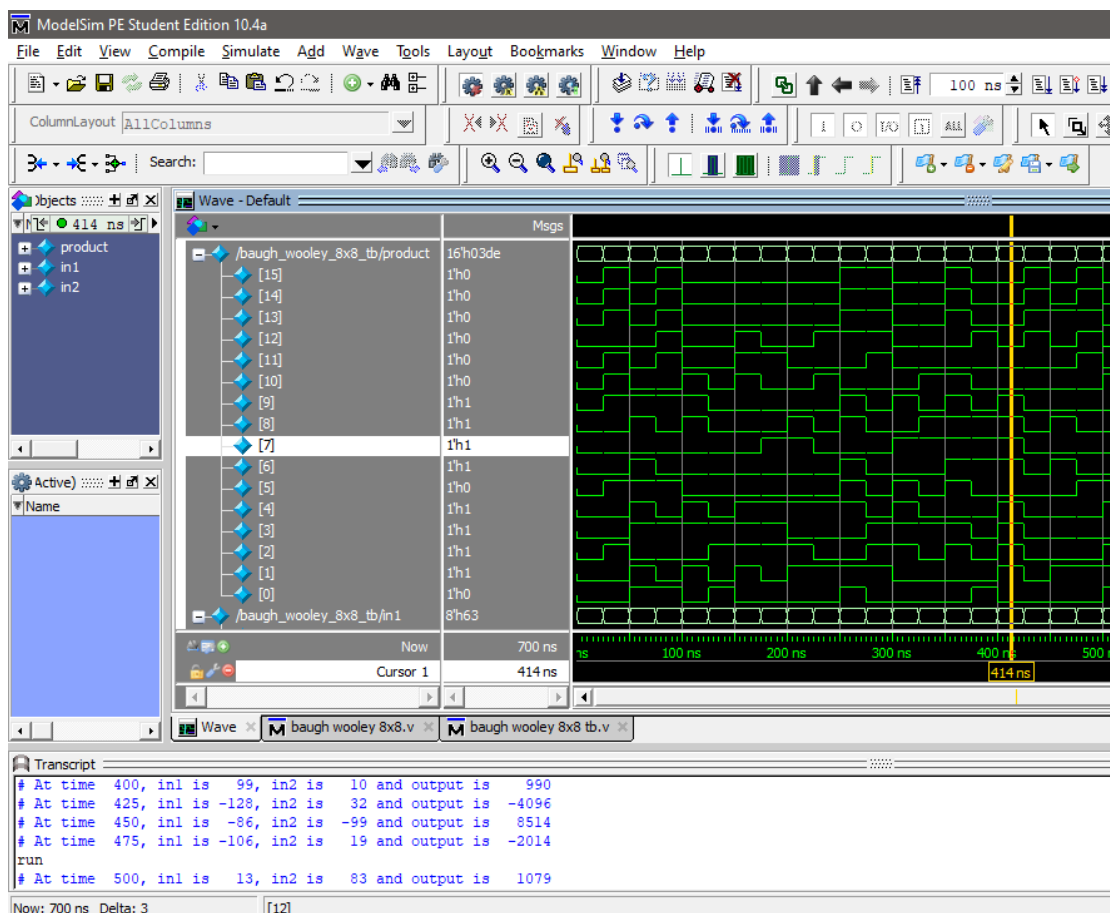 ModelSim PE Student Edition 10.4a
File Edit View Compile Simulate Add Wave Tools Layout Bookmarks Window Help
100 ns
ColumnLayout AllColumns
Search:
Objects
Wave - Default
414 ns
Msgs
product
in1
in2
/baugh_wooley_8x8_tb/product 16'h03de
[15] 1'h0
[14] 1'h0
[13] 1'h0
[12] 1'h0
[11] 1'h0
[10] 1'h0
[9] 1'h1
[8] 1'h1
[7] 1'h1
[6] 1'h1
[5] 1'h0
[4] 1'h1
[3] 1'h1
[2] 1'h1
[1] 1'h1
[0] 1'h0
/baugh_wooley_8x8_tb/in1 8'h63
Active)
Name
Now 700 ns
ns 100 ns 200 ns 300 ns 400 ns 500
Cursor 1 414 ns
414 ns
Wave baugh wooley 8x8.v baugh wooley 8x8 tb.v
Transcript
# At time 400, in1 is 99, in2 is 10 and output is 990
# At time 425, in1 is -128, in2 is 32 and output is -4096
# At time 450, in1 is -86, in2 is -99 and output is 8514
# At time 475, in1 is -106, in2 is 19 and output is -2014
run
# At time 500, in1 is 13, in2 is 83 and output is 1079
Now: 700 ns Delta: 3 [12]